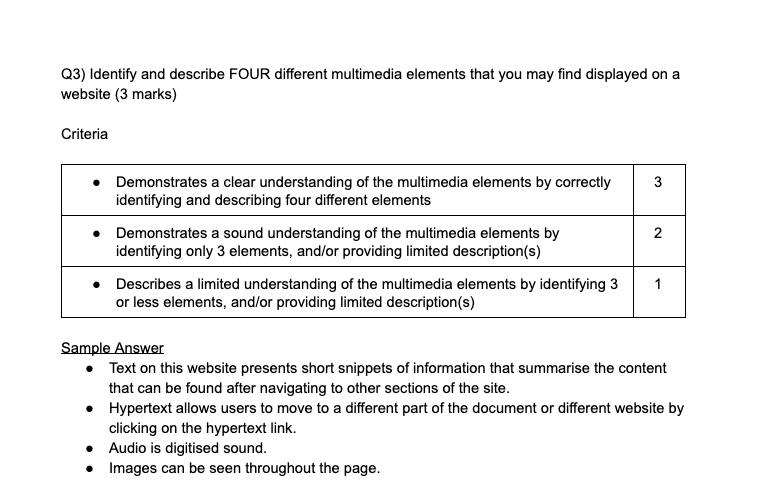 Q3) Identify and describe FOUR different multimedia elements that you may find displayed on a
website (3 marks)
Criteria
● Demonstrates a clear understanding of the multimedia elements by correctly 3
identifying and describing four different elements
● Demonstrates a sound understanding of the multimedia elements by 2
identifying only 3 elements, and/or providing limited description(s)
● Describes a limited understanding of the multimedia elements by identifying 3 1
or less elements, and/or providing limited description(s)
Sample Answer
● Text on this website presents short snippets of information that summarise the content
that can be found after navigating to other sections of the site.
● Hypertext allows users to move to a different part of the document or different website by
clicking on the hypertext link.
● Audio is digitised sound.
● Images can be seen throughout the page.